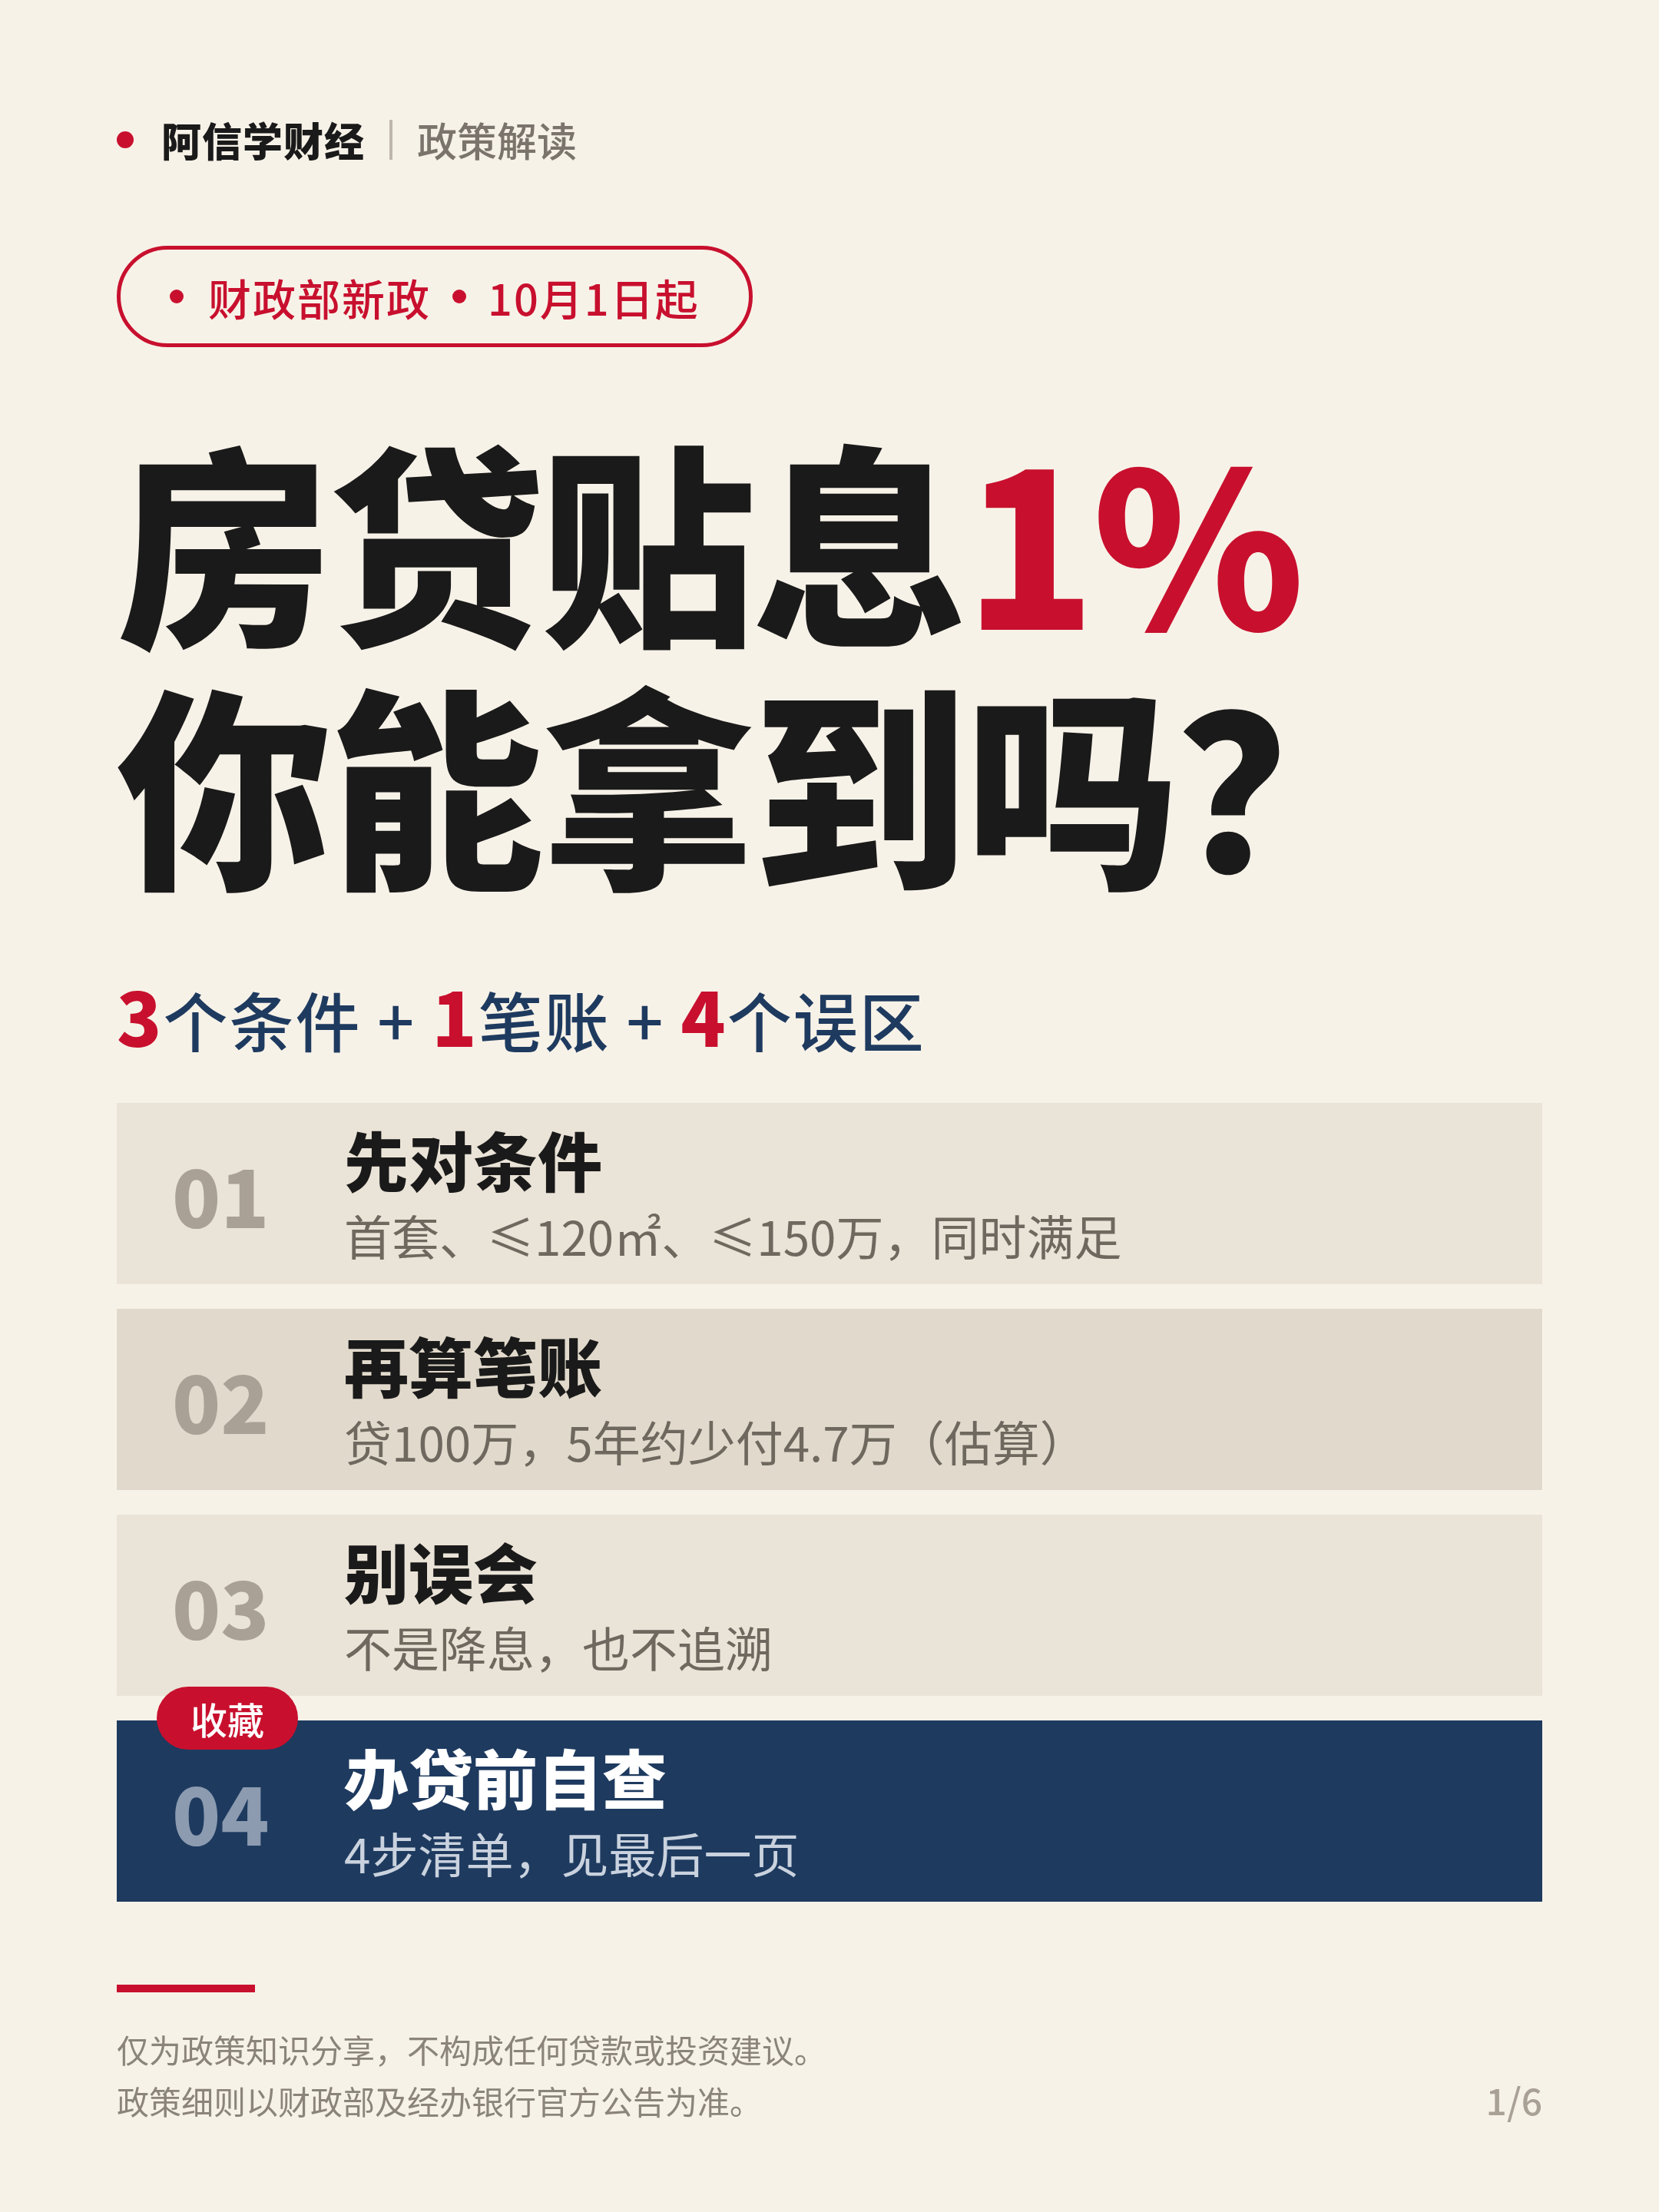 阿信学财经｜政策解读
• 财政部新政 • 10月1日起
房贷贴息1%
你能拿到吗？
3个条件 + 1笔账 + 4个误区
01
先对条件
首套、≤120㎡、≤150万，同时满足
02
再算笔账
贷100万，5年约少付4.7万（估算）
03
别误会
不是降息，也不追溯
收藏
04
办贷前自查
4步清单，见最后一页
仅为政策知识分享，不构成任何贷款或投资建议。
政策细则以财政部及经办银行官方公告为准。
1/6